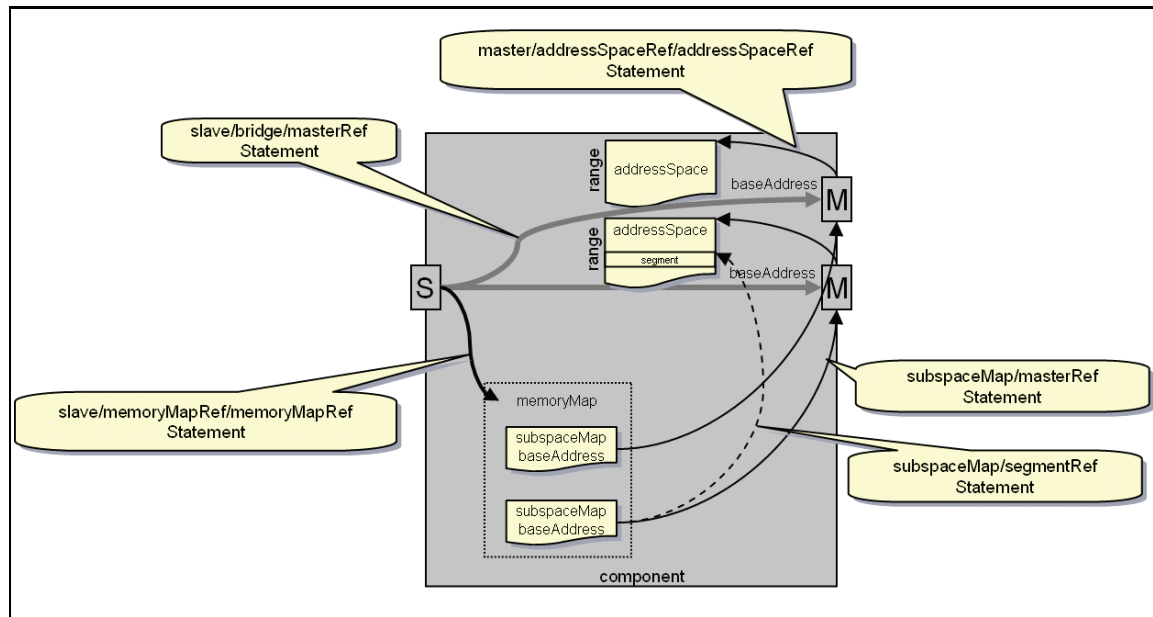 master/addressSpaceRef/addressSpaceRef
Statement
slave/bridge/masterRef
Statement
range
addressSpace
baseAddress
M
range
addressSpace
segment
baseAddress
S
M
subspaceMap/masterRef
Statement
slave/memoryMapRef/memoryMapRef
Statement
memoryMap
subspaceMap
baseAddress
subspaceMap/segmentRef
Statement
subspaceMap
baseAddress
component